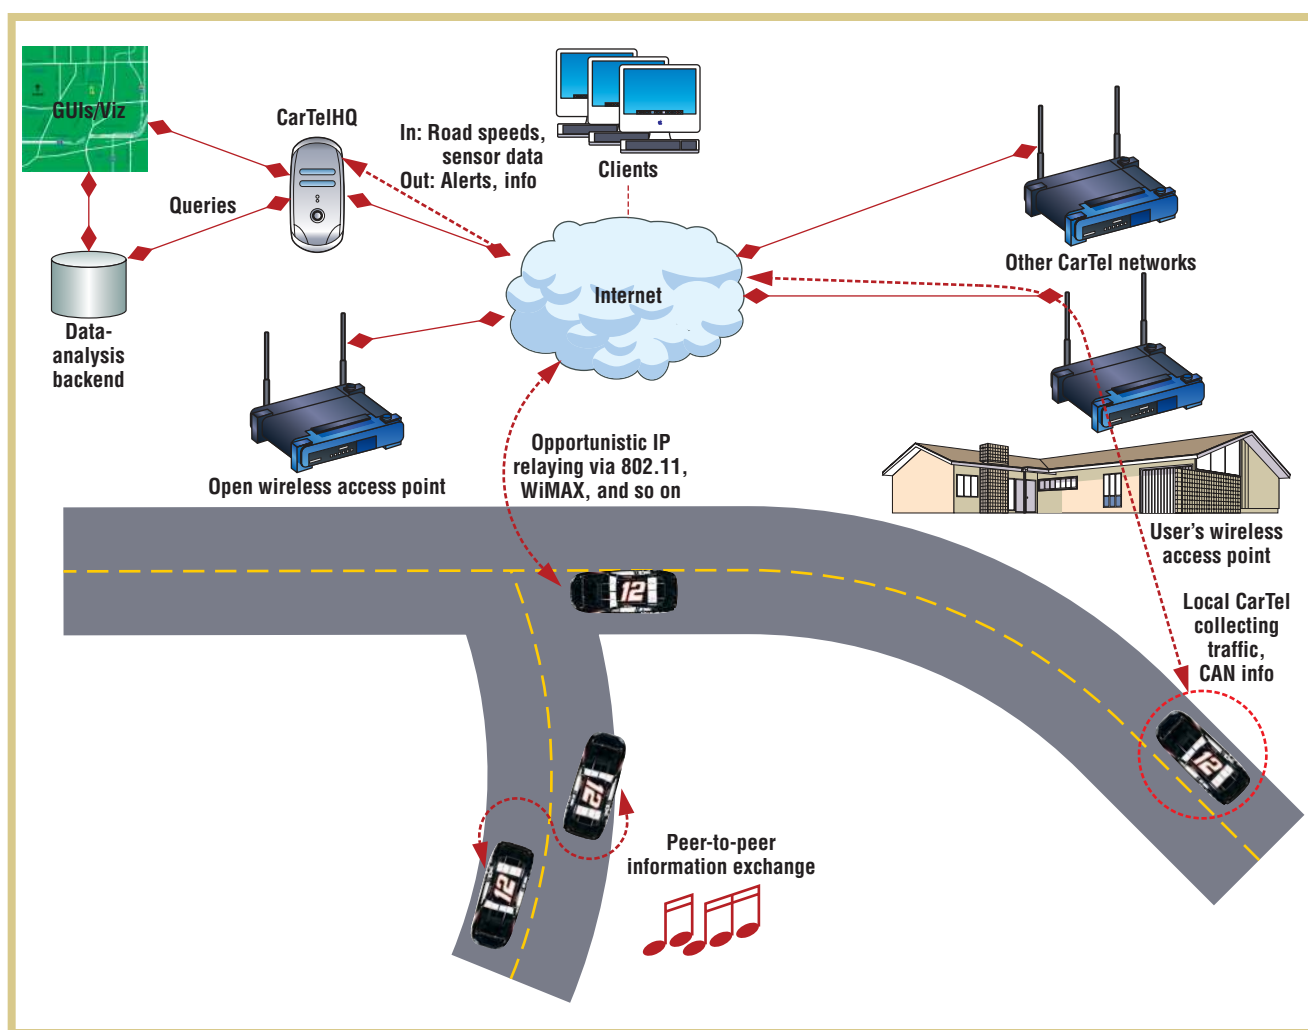 GUIs/Viz
CarTelHQ
In: Road speeds,
sensor data
Out: Alerts, info
Clients
Queries
Other CarTel networks
Internet
Data-
analysis
backend
Opportunistic IP
relaying via 802.11,
WiMAX, and so on
Open wireless access point
User's wireless
access point
Local CarTel
collecting
traffic,
CAN info
12
12
12
12
Peer-to-peer
information exchange